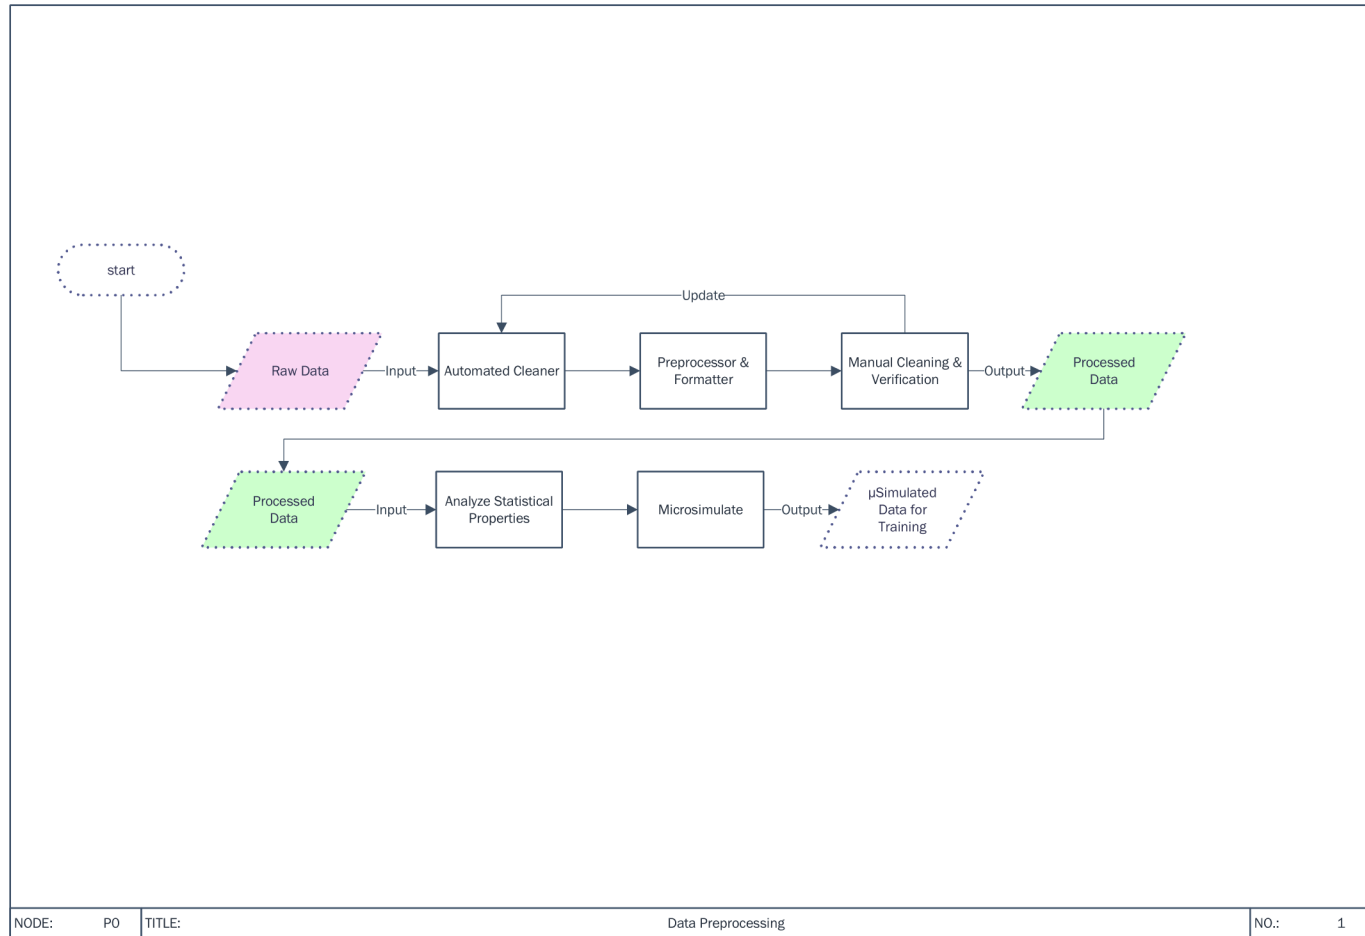 start
Update
Raw Data
Input
Automated Cleaner
Preprocessor &
Formatter
Manual Cleaning &
Verification
Output
Processed
Data
Processed
Data
Input
Analyze Statistical
Properties
Microsimulate
Output
µSimulated
Data for
Training
NODE: P0 TITLE: Data Preprocessing NO.: 1